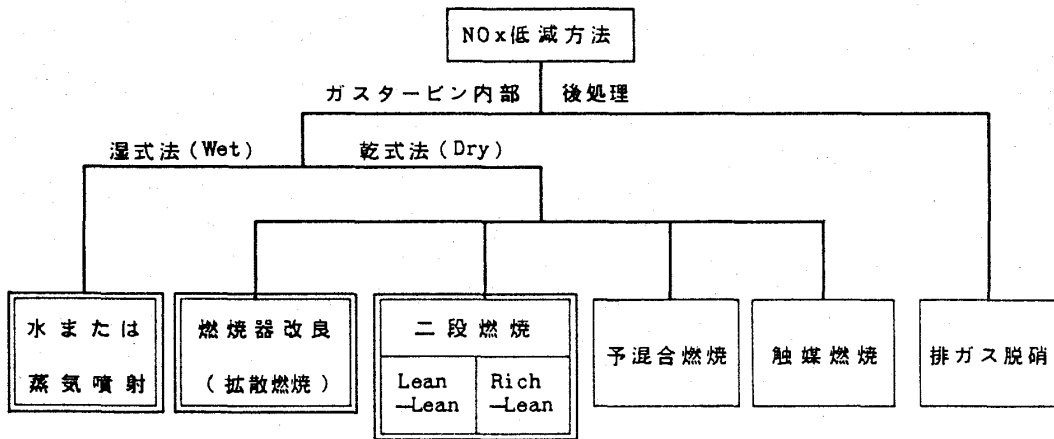 NOx低減方法
ガスタービン内部 後処理
湿式法(Wet) 乾式法(Dry)
水または
蒸気噴射
燃焼器改良
(拡散燃焼)
二段燃焼
Lean
−Lean
Rich
−Lean
予混合燃焼
触媒燃焼
排ガス脱硝